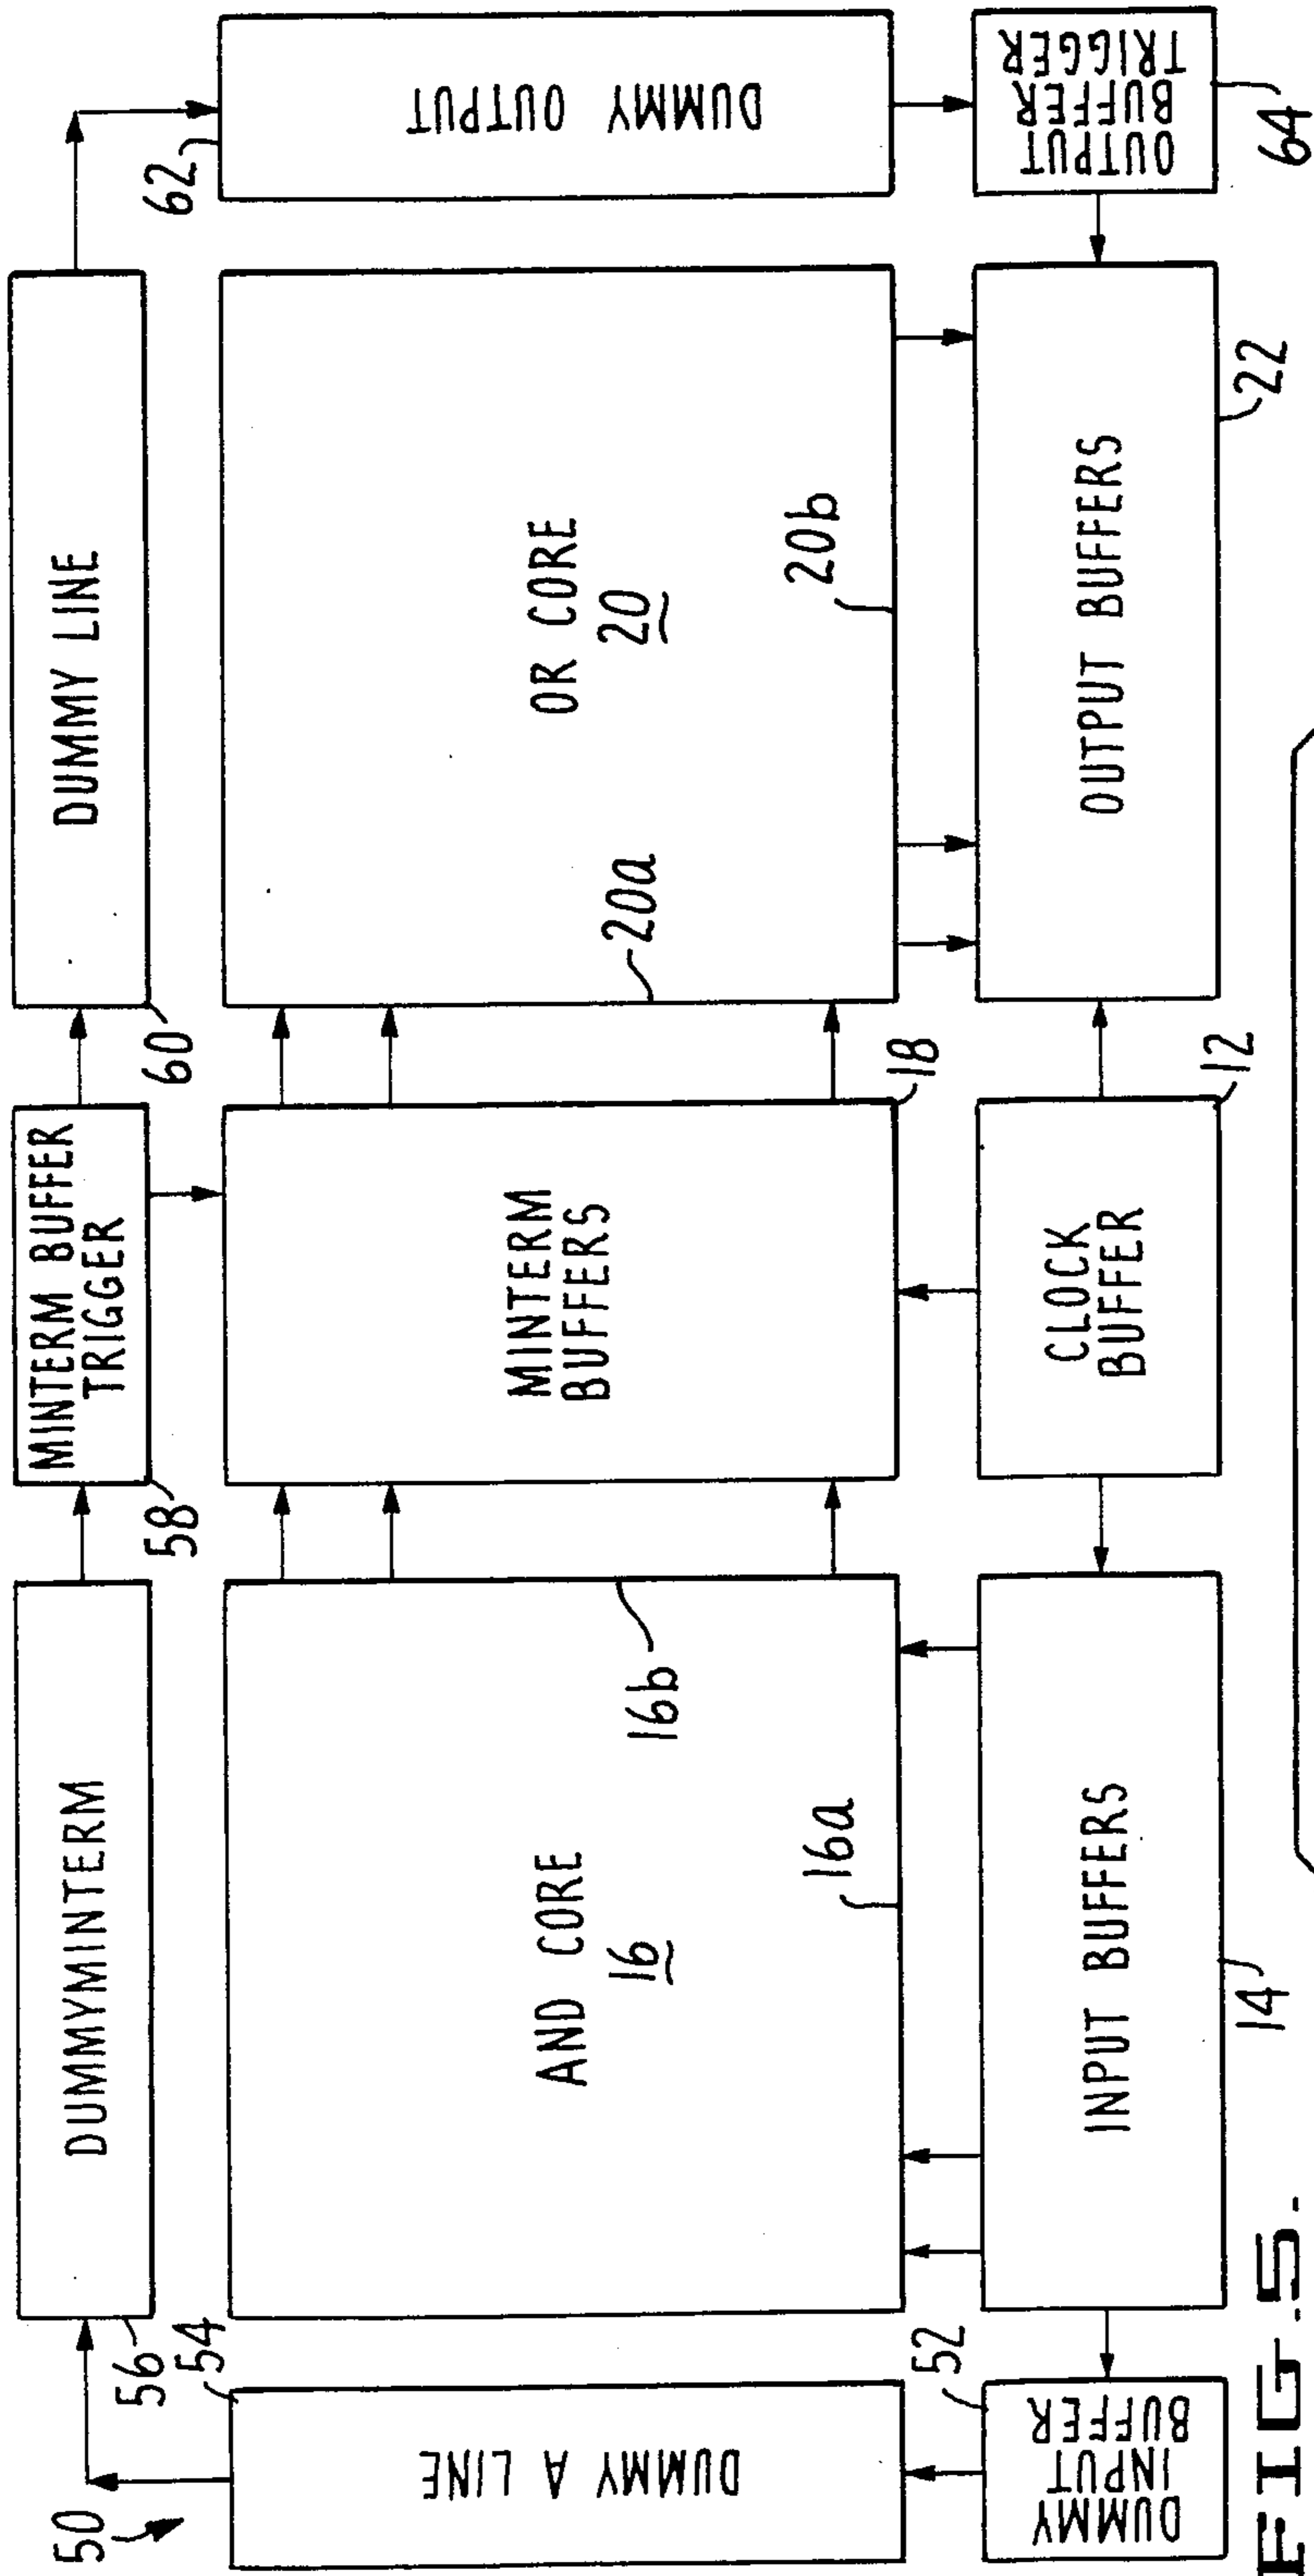 50
56
DUMMYMINTERM
58
MINTERM BUFFER
TRIGGER
60
DUMMY LINE
62
54
DUMMY A LINE
AND CORE
16
16a
16b
MINTERM
BUFFERS
18
OR CORE
20
20a
20b
DUMMY OUTPUT
52
DUMMY
INPUT
BUFFER
INPUT BUFFERS
14
CLOCK
BUFFER
12
OUTPUT BUFFERS
22
OUTPUT
BUFFER
TRIGGER
64
FIG.5.